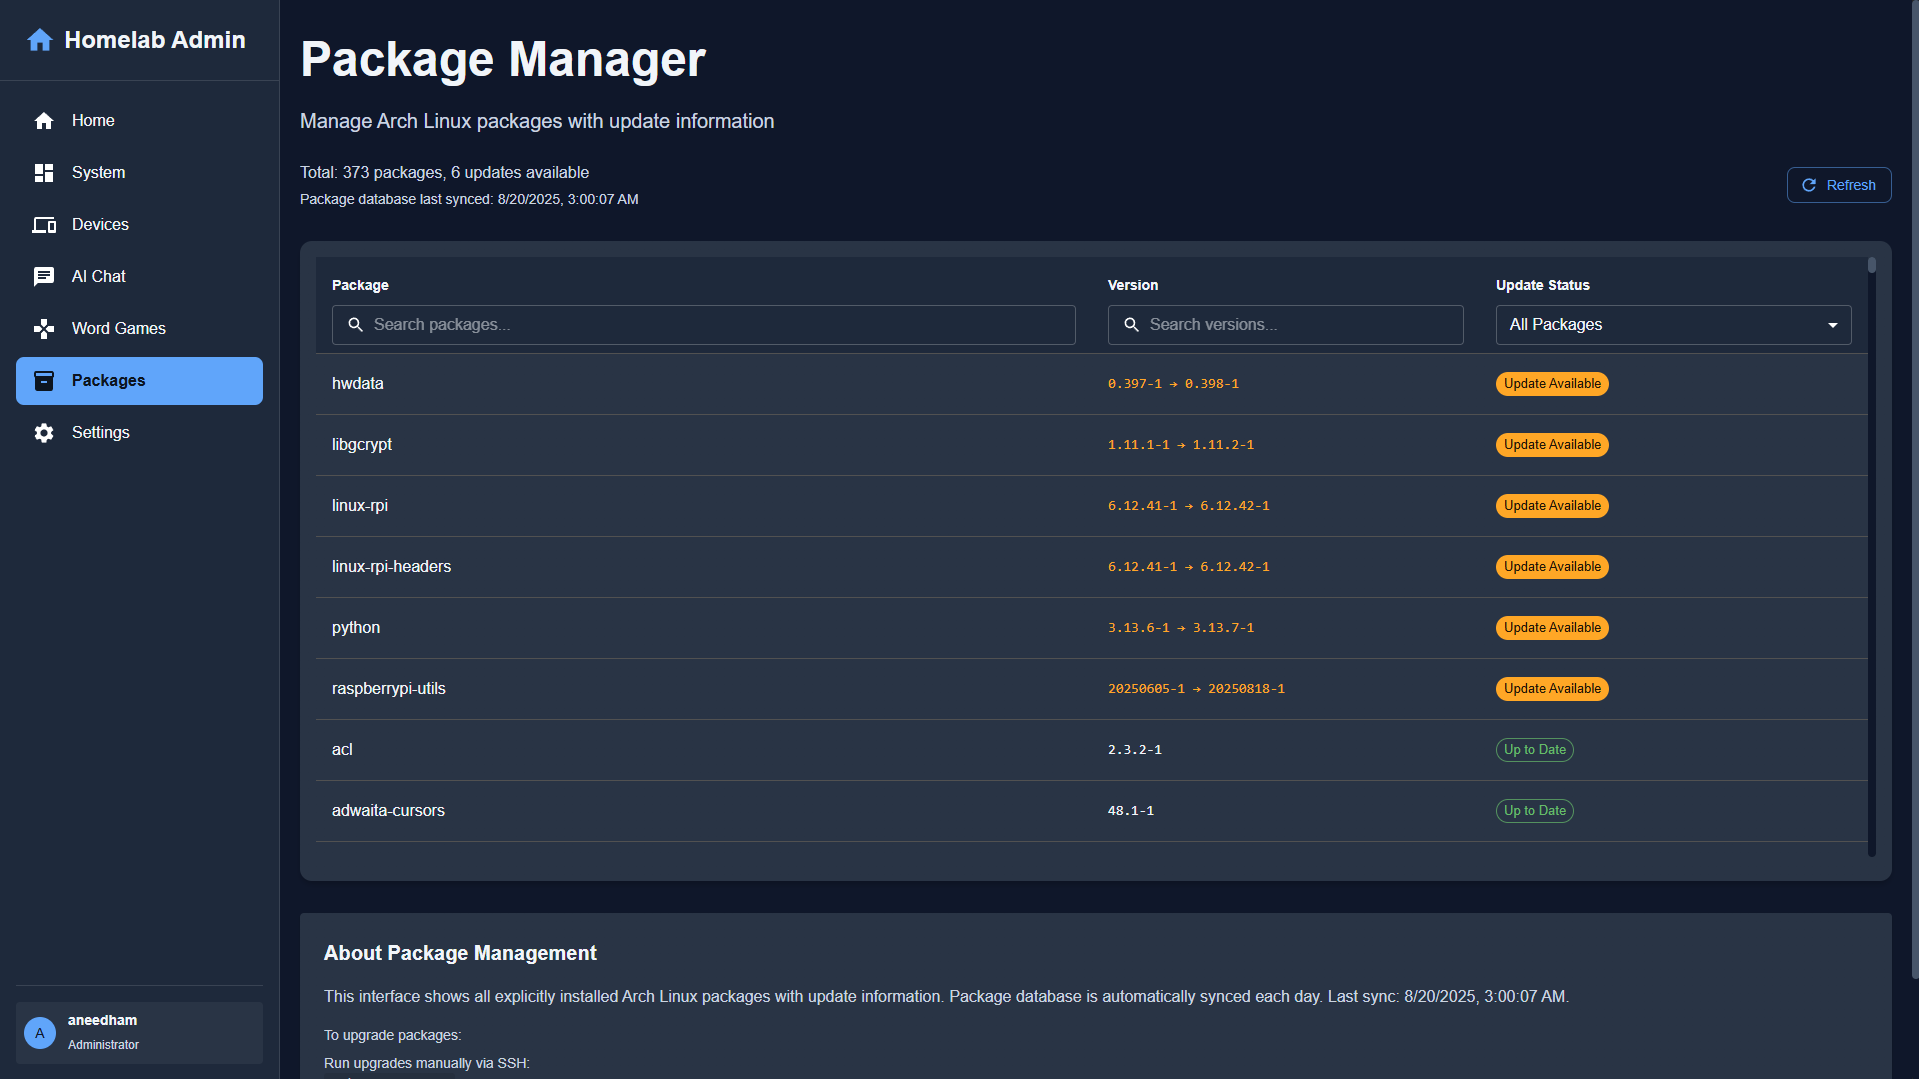 Homelab Admin
Home
System
Devices
AI Chat
Word Games
Packages
Settings
A
aneedham
Administrator
Package Manager
Manage Arch Linux packages with update information
Total: 373 packages, 6 updates available
Package database last synced: 8/20/2025, 3:00:07 AM
Refresh
Package Version Update Status
Search packages... Search versions... All Packages
hwdata 0.397-1 → 0.398-1 Update Available
libgcrypt 1.11.1-1 → 1.11.2-1 Update Available
linux-rpi 6.12.41-1 → 6.12.42-1 Update Available
linux-rpi-headers 6.12.41-1 → 6.12.42-1 Update Available
python 3.13.6-1 → 3.13.7-1 Update Available
raspberrypi-utils 20250605-1 → 20250818-1 Update Available
acl 2.3.2-1 Up to Date
adwaita-cursors 48.1-1 Up to Date
About Package Management
This interface shows all explicitly installed Arch Linux packages with update information. Package database is automatically synced each day. Last sync: 8/20/2025, 3:00:07 AM.
To upgrade packages:
Run upgrades manually via SSH: